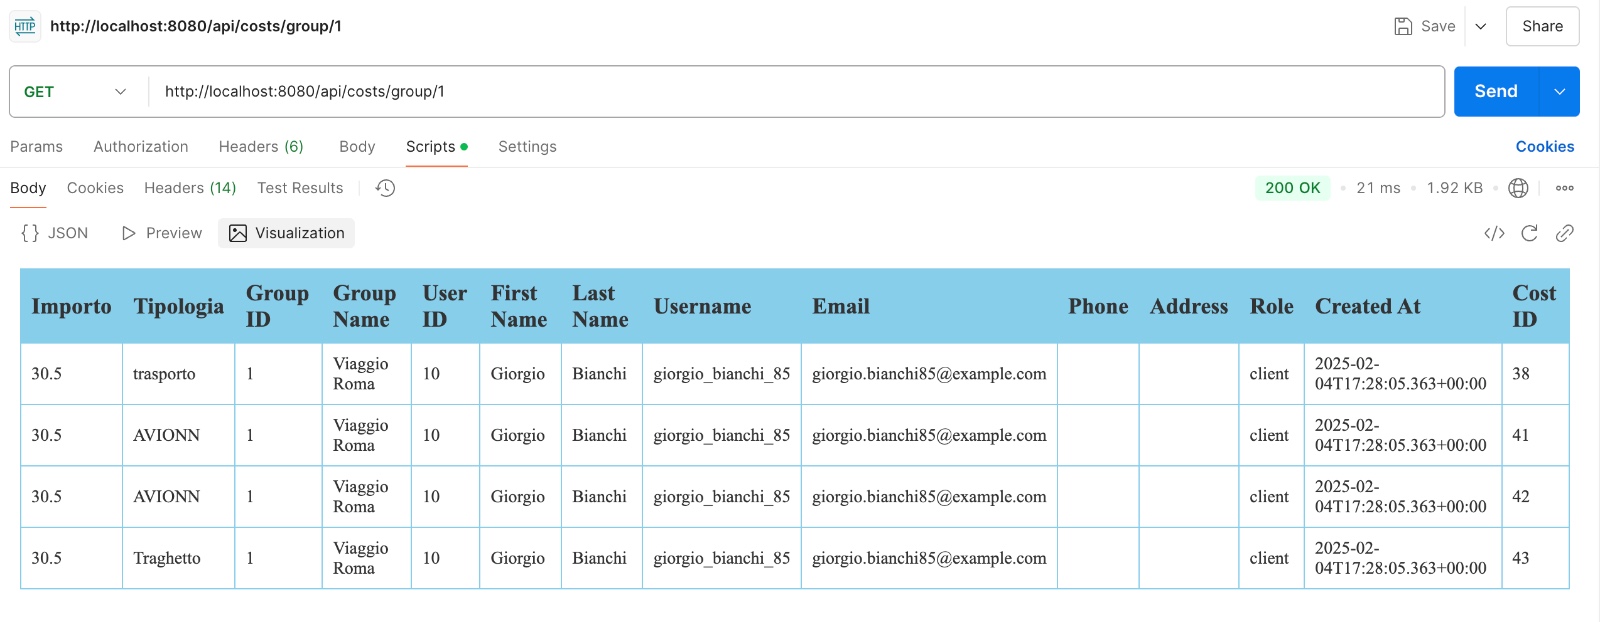 HTTP http://localhost:8080/api/costs/group/1 Save Share
GET http://localhost:8080/api/costs/group/1 Send
Params Authorization Headers (6) Body Scripts Settings Cookies
Body Cookies Headers (14) Test Results 200 OK 21 ms 1.92 KB
{} JSON Preview Visualization </>
Importo Tipologia Group ID Group Name User ID First Name Last Name Username Email Phone Address Role Created At Cost ID
30.5 trasporto 1 Viaggio Roma 10 Giorgio Bianchi giorgio_bianchi_85 giorgio.bianchi85@example.com client 2025-02-04T17:28:05.363+00:00 38
30.5 AVIONN 1 Viaggio Roma 10 Giorgio Bianchi giorgio_bianchi_85 giorgio.bianchi85@example.com client 2025-02-04T17:28:05.363+00:00 41
30.5 AVIONN 1 Viaggio Roma 10 Giorgio Bianchi giorgio_bianchi_85 giorgio.bianchi85@example.com client 2025-02-04T17:28:05.363+00:00 42
30.5 Traghetto 1 Viaggio Roma 10 Giorgio Bianchi giorgio_bianchi_85 giorgio.bianchi85@example.com client 2025-02-04T17:28:05.363+00:00 43